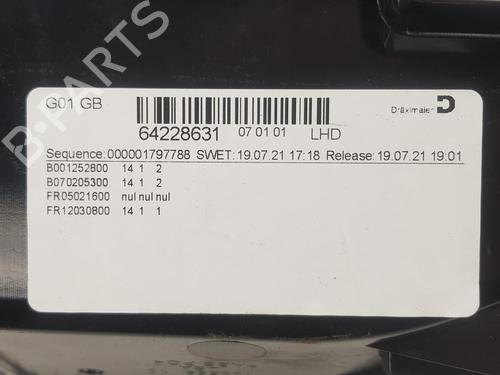 G01 GB
Dräxlmaier
64228631 07 01 01 LHD
Sequence:000001797788 SWET:19.07.21 17:18 Release:19.07.21 19:01
B001252800 14 1 2
B070205300 14 1 2
FR05021600 nul nul nul
FR12030800 14 1 1
B-PARTS